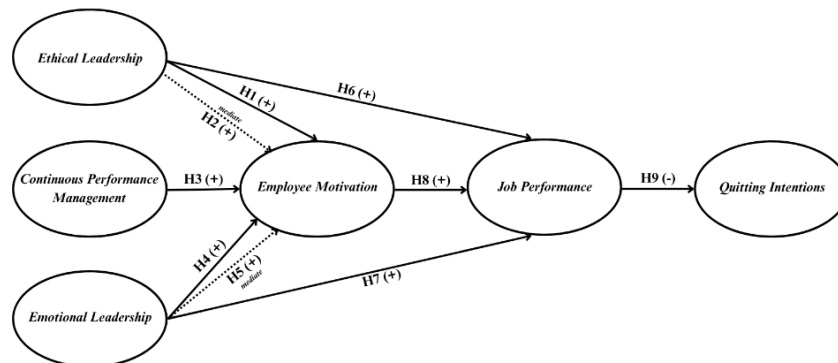 Ethical Leadership
H6 (+)
H1 (+)
mediate
H2 (+)
Continuous Performance
Management
H3 (+)
Employee Motivation
H8 (+)
Job Performance
H9 (-)
Quitting Intentions
H4 (+)
H5 (+)
mediate
H7 (+)
Emotional Leadership